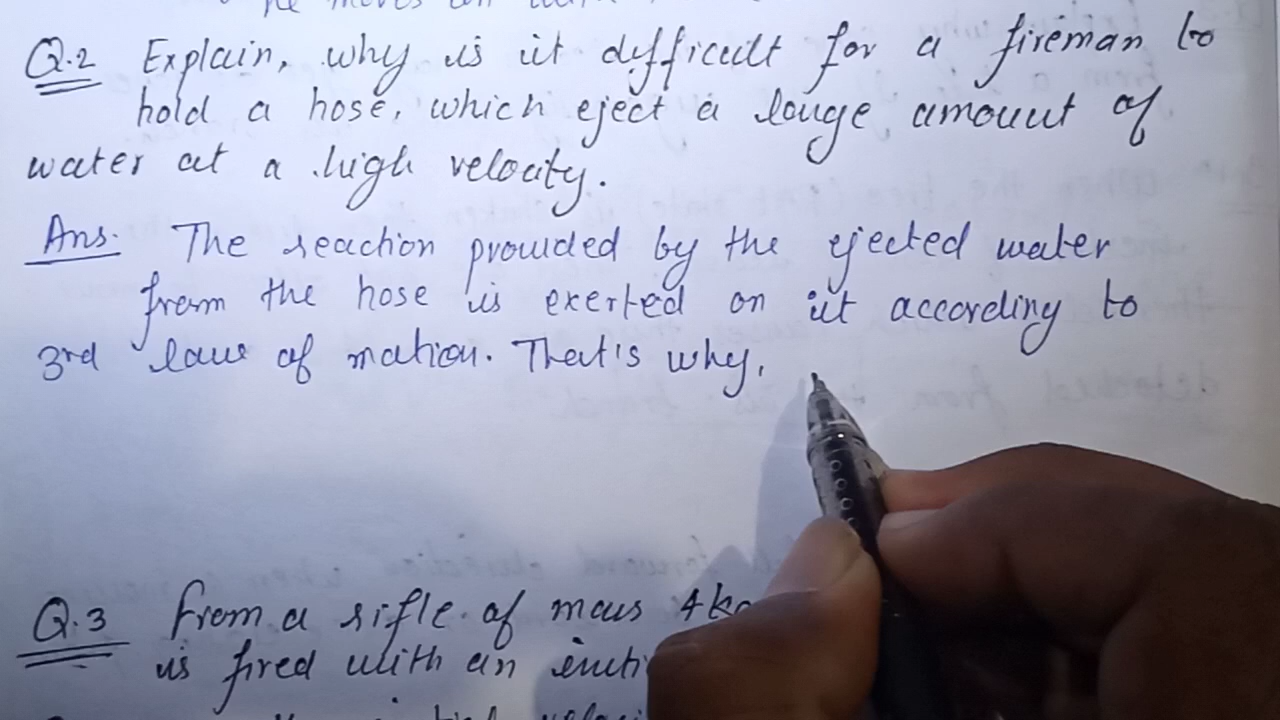 Q.2 Explain, why is it difficult for a fireman to
hold a hose, which eject a large amount of
water at a high velocity.
Ans. The reaction provided by the ejected water
from the hose is exerted on it according to
3rd law of motion. That's why,
Q.3 From a rifle of mass 4kg
is fired with an initi